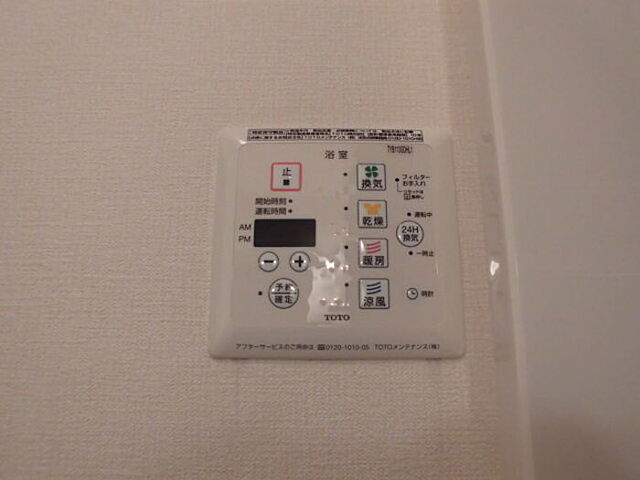 浴室
止
換気
フィルター
お手入れ
開始時刻
運転時間
乾燥
運転中
AM
PM
24H
換気
暖房
一時止
予約
確定
涼風
時計
TOTO
アフターサービスのご用命は ☎0120-1010-05 TOTOメンテナンス(株)